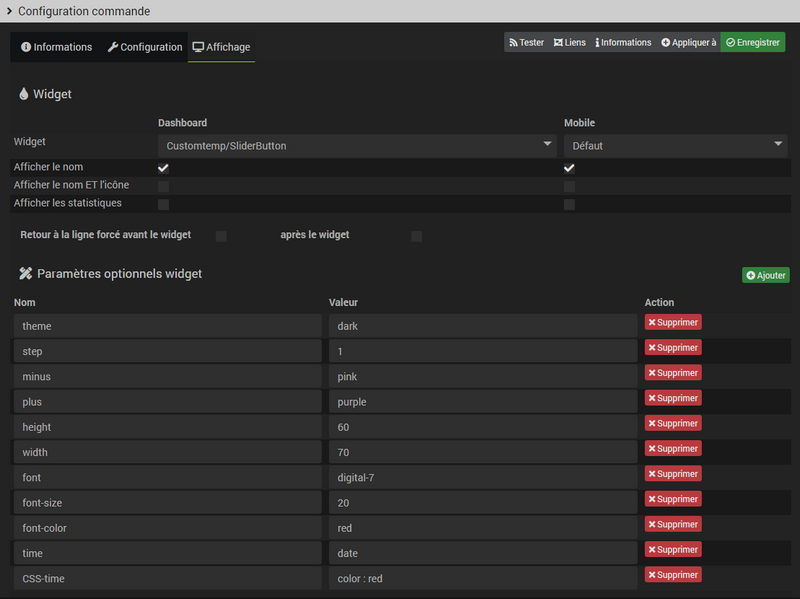 Configuration commande
Informations Configuration Affichage Tester Liens Informations Appliquer à Enregistrer
Widget
Dashboard Mobile
Widget Customtemp/SliderButton Défaut
Afficher le nom
Afficher le nom ET l'icône
Afficher les statistiques
Retour à la ligne forcé avant le widget après le widget
Paramètres optionnels widget Ajouter
Nom Valeur Action
theme dark Supprimer
step 1 Supprimer
minus pink Supprimer
plus purple Supprimer
height 60 Supprimer
width 70 Supprimer
font digital-7 Supprimer
font-size 20 Supprimer
font-color red Supprimer
time date Supprimer
CSS-time color : red Supprimer